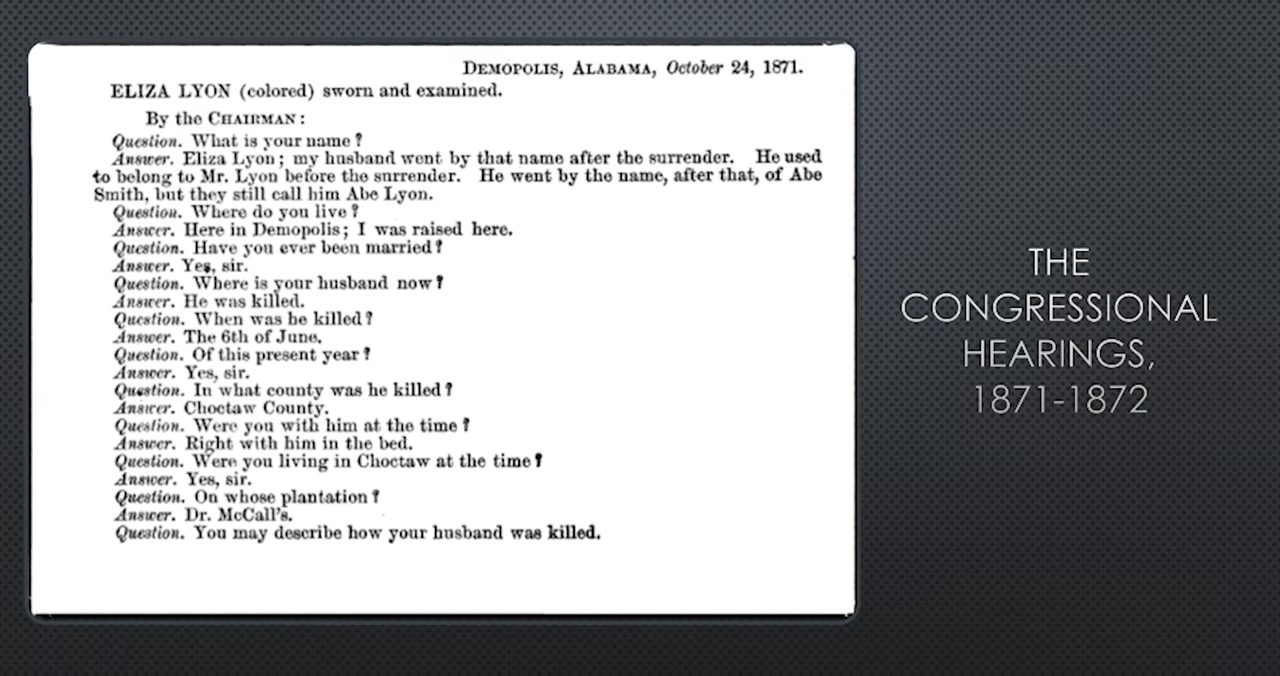 DEMOPOLIS, ALABAMA, October 24, 1871.
ELIZA LYON (colored) sworn and examined.
By the CHAIRMAN:
Question. What is your name?
Answer. Eliza Lyon; my husband went by that name after the surrender. He used
to belong to Mr. Lyon before the surrender. He went by the name, after that, of Abe
Smith, but they still call him Abe Lyon.
Question. Where do you live?
Answer. Here in Demopolis; I was raised here.
Question. Have you ever been married?
Answer. Yes, sir.
Question. Where is your husband now?
Answer. He was killed.
Question. When was he killed?
Answer. The 6th of June.
Question. Of this present year?
Answer. Yes, sir.
Question. In what county was he killed?
Answer. Choctaw County.
Question. Were you with him at the time?
Answer. Right with him in the bed.
Question. Were you living in Choctaw at the time?
Answer. Yes, sir.
Question. On whose plantation?
Answer. Dr. McCall's.
Question. You may describe how your husband was killed.
THE
CONGRESSIONAL
HEARINGS,
1871-1872